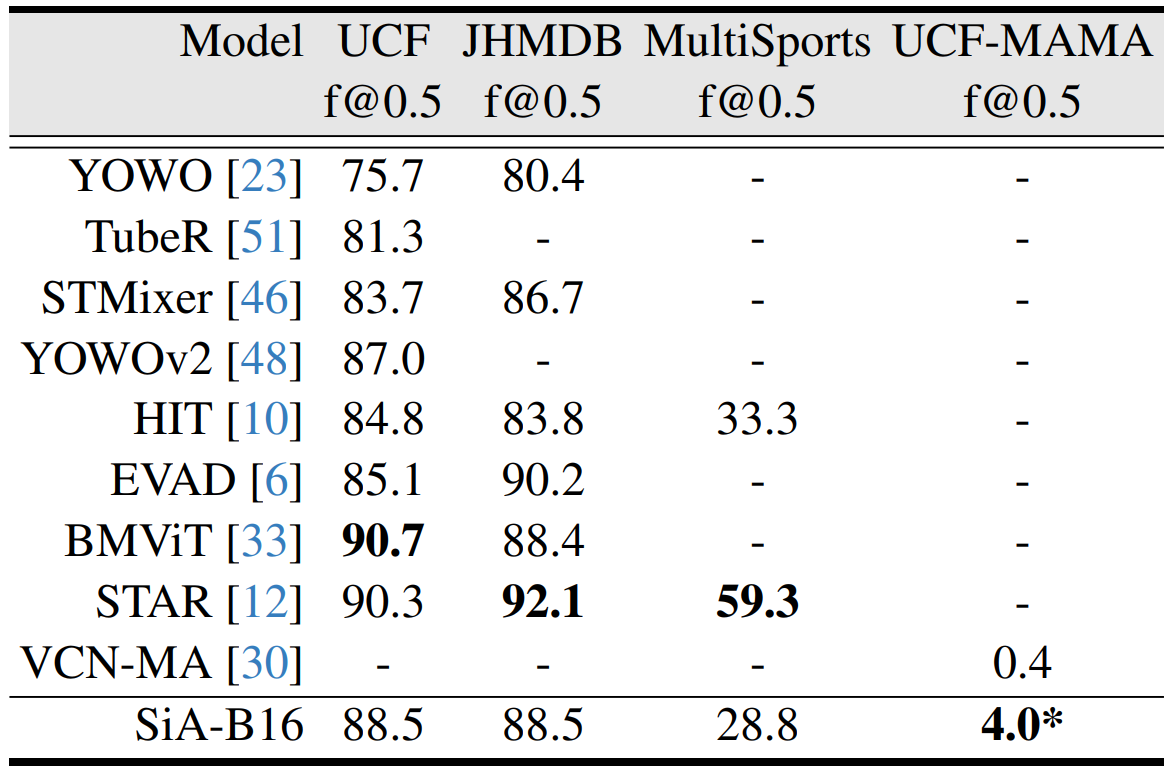 Model UCF JHMDB MultiSports UCF-MAMA
f@0.5 f@0.5 f@0.5 f@0.5
YOWO [23] 75.7 80.4 - -
TubeR [51] 81.3 - - -
STMixer [46] 83.7 86.7 - -
YOWOv2 [48] 87.0 - - -
HIT [10] 84.8 83.8 33.3 -
EVAD [6] 85.1 90.2 - -
BMViT [33] 90.7 88.4 - -
STAR [12] 90.3 92.1 59.3 -
VCN-MA [30] - - - 0.4
SiA-B16 88.5 88.5 28.8 4.0*